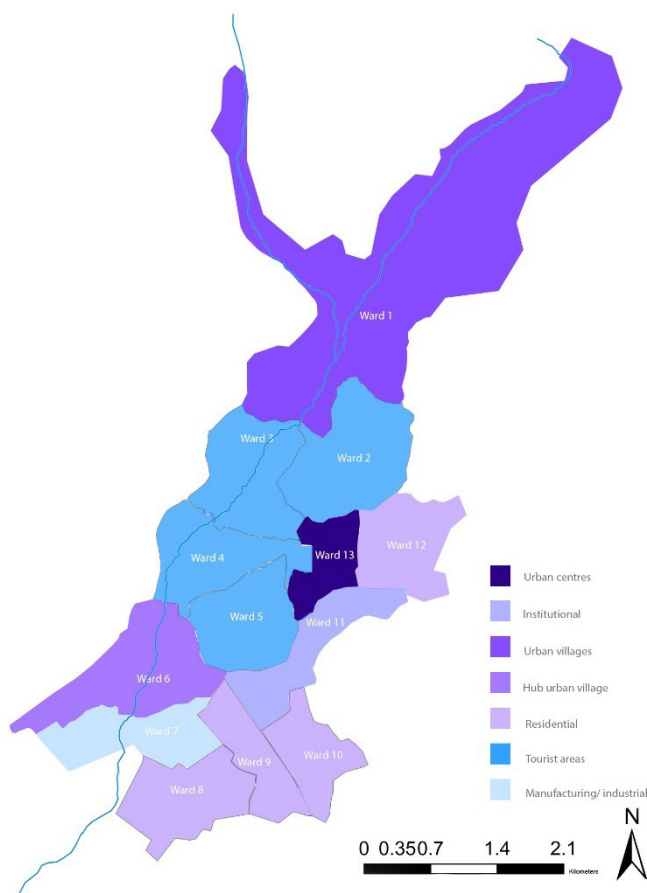 Ward 1
Ward 3
Ward 2
Ward 4
Ward 13
Ward 12
Ward 5
Ward 11
Ward 6
Ward 7
Ward 10
Ward 9
Ward 8
Urban centres
Institutional
Urban villages
Hub urban village
Residential
Tourist areas
Manufacturing/ industrial
N
0 0.35 0.7 1.4 2.1
Kilometers